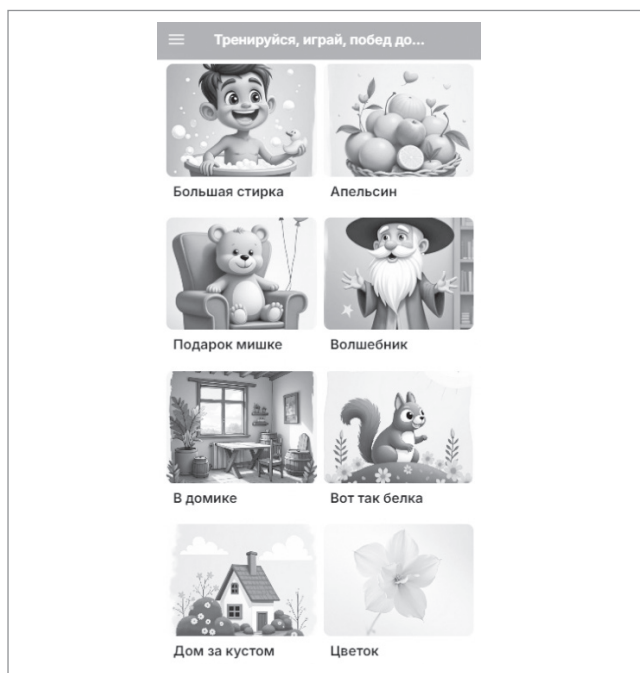 Тренируйся, играй, побед до...
Большая стирка
Апельсин
Подарок мишке
Волшебник
В домике
Вот так белка
Дом за кустом
Цветок